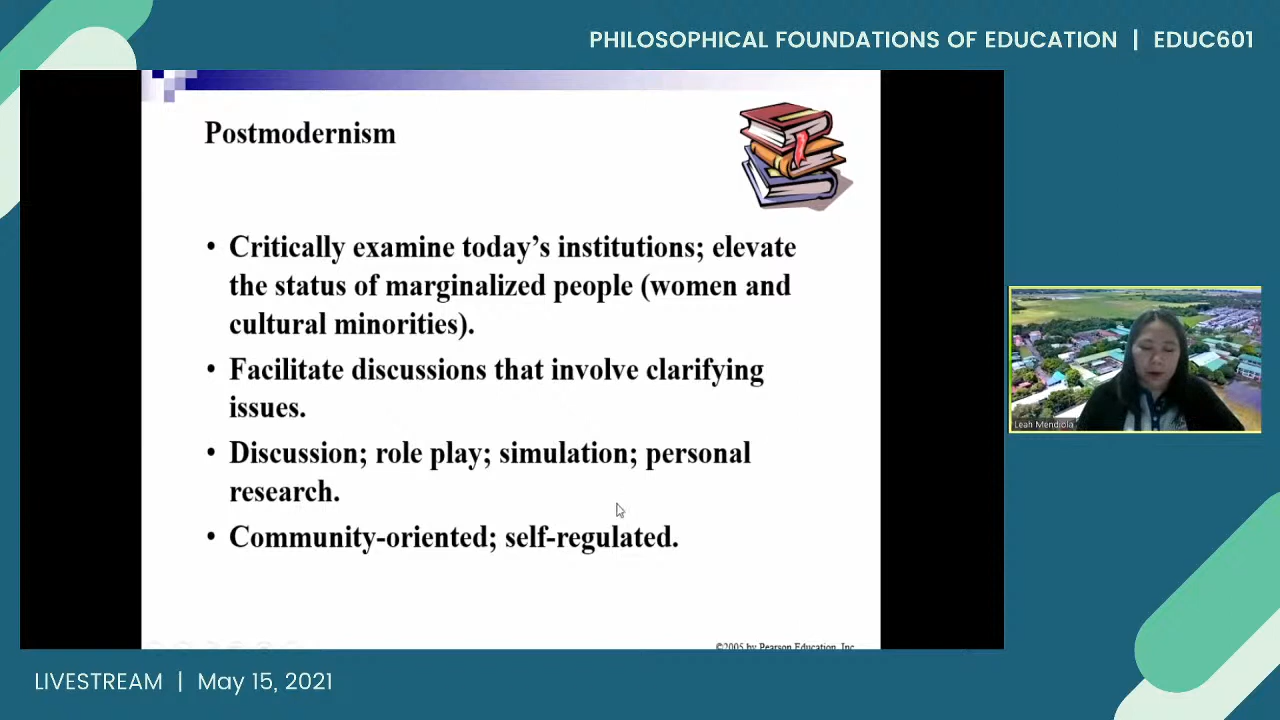 PHILOSOPHICAL FOUNDATIONS OF EDUCATION | EDUC601
Postmodernism
• Critically examine today's institutions; elevate
the status of marginalized people (women and
cultural minorities).
• Facilitate discussions that involve clarifying
issues.
• Discussion; role play; simulation; personal
research.
• Community-oriented; self-regulated.
©2005 by Pearson Education, Inc
Leah Mendiola
LIVESTREAM | May 15, 2021